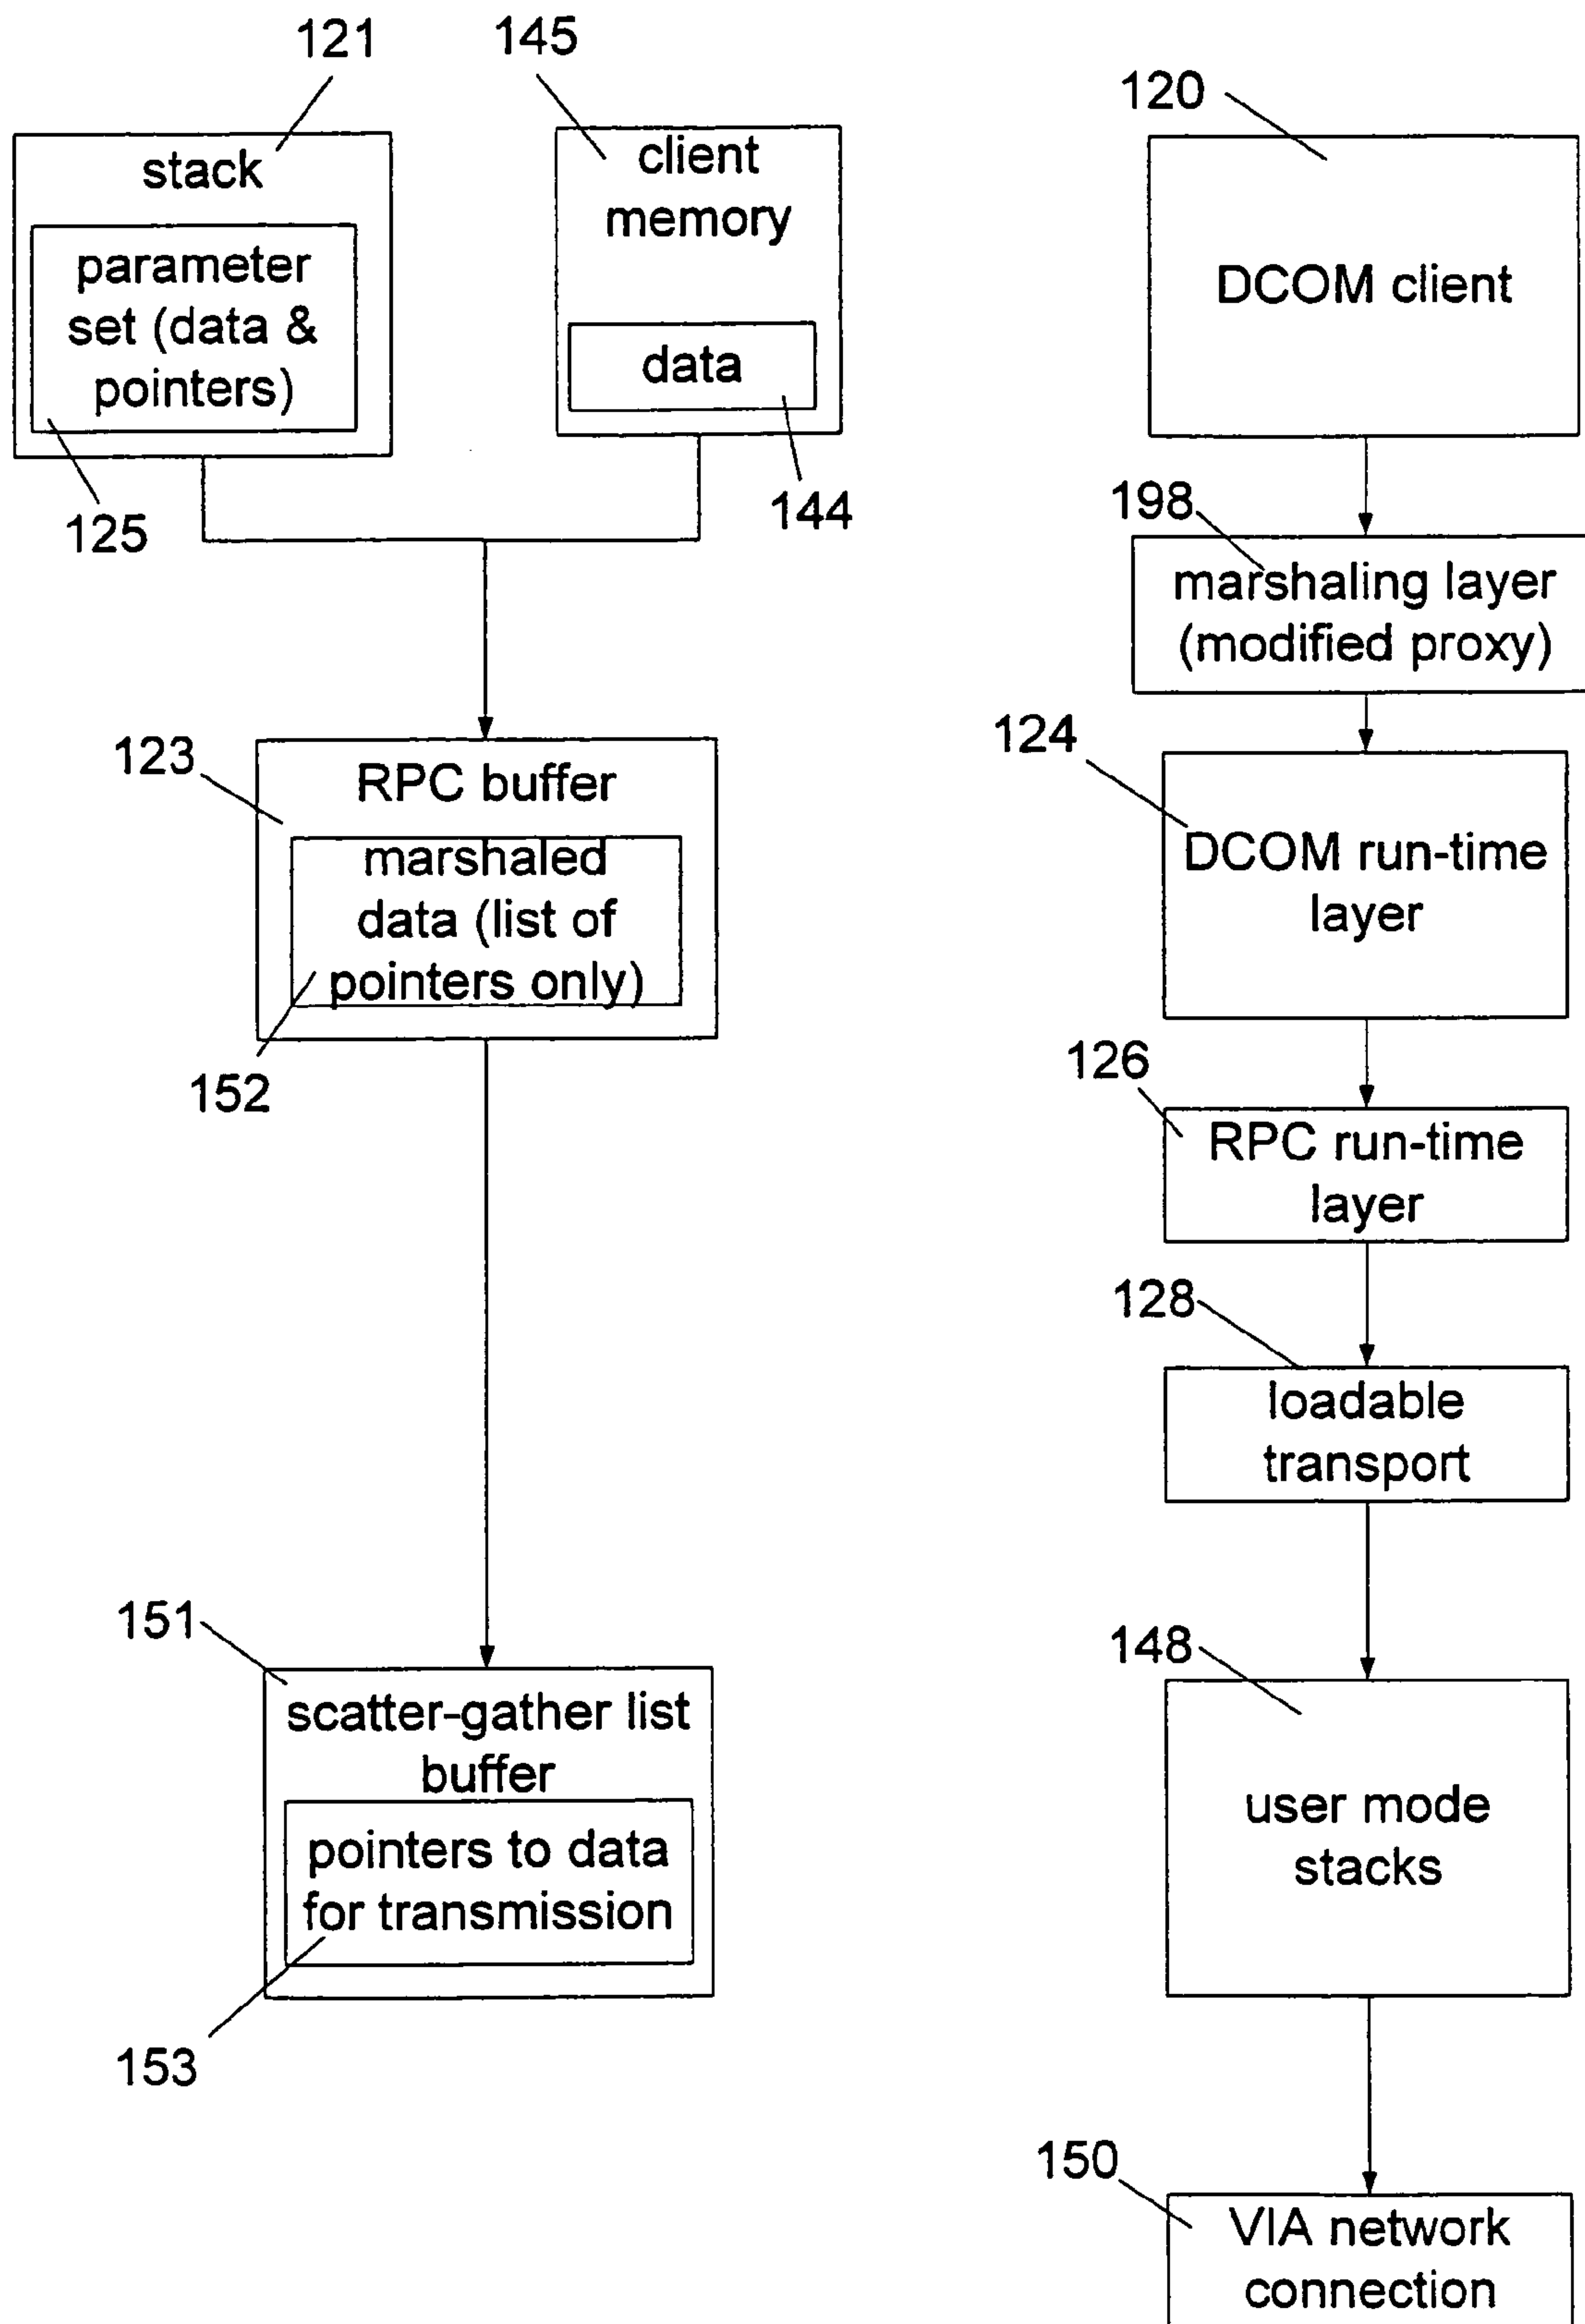 121
145
stack
parameter
set (data &
pointers)
125
client
memory
data
144
123
RPC buffer
marshaled
data (list of
pointers only)
152
151
scatter-gather list
buffer
pointers to data
for transmission
153
120
DCOM client
198
marshaling layer
(modified proxy)
124
DCOM run-time
layer
126
RPC run-time
layer
128
loadable
transport
148
user mode
stacks
150
VIA network
connection